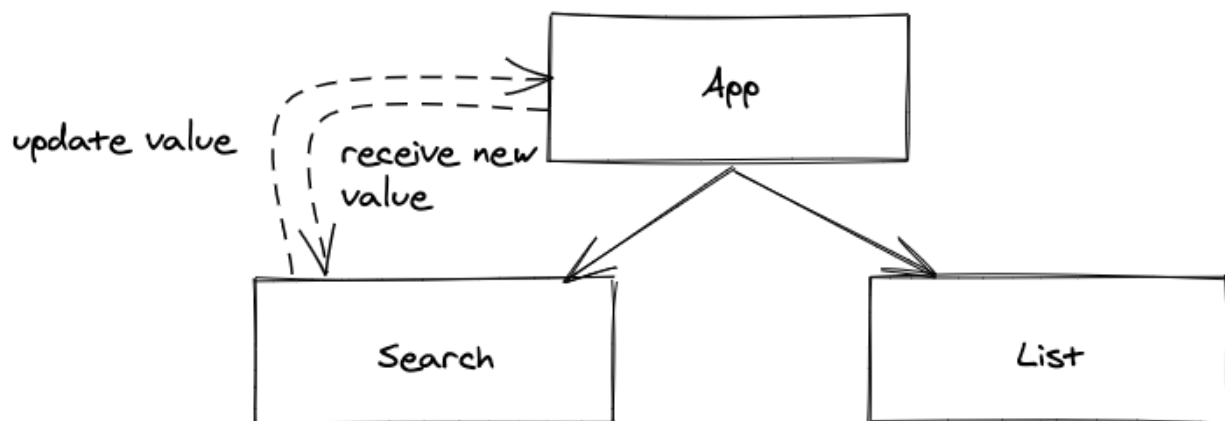 App
update value
receive new
value
Search
List